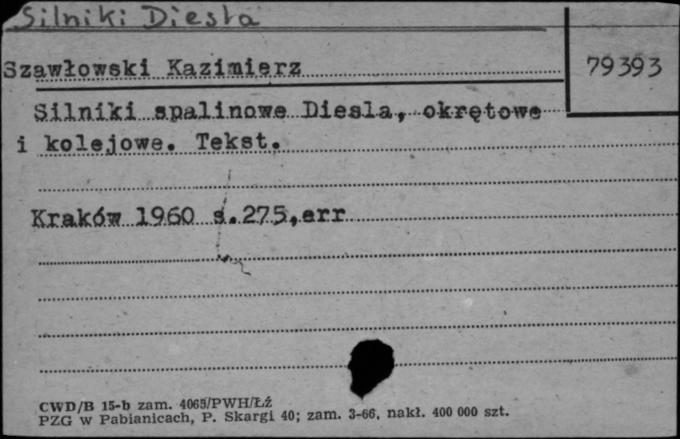 Silniki Diesla
Szawłowski Kazimierz
79393
Silniki spalinowe Diesla, okrętowe
i kolejowe. Tekst.
Kraków 1960 s.275,err
CWD/B 15-b zam. 4065/PWH/Łź
PZG w Pabianicach, P. Skargi 40; zam. 3-66, nakł. 400 000 szt.